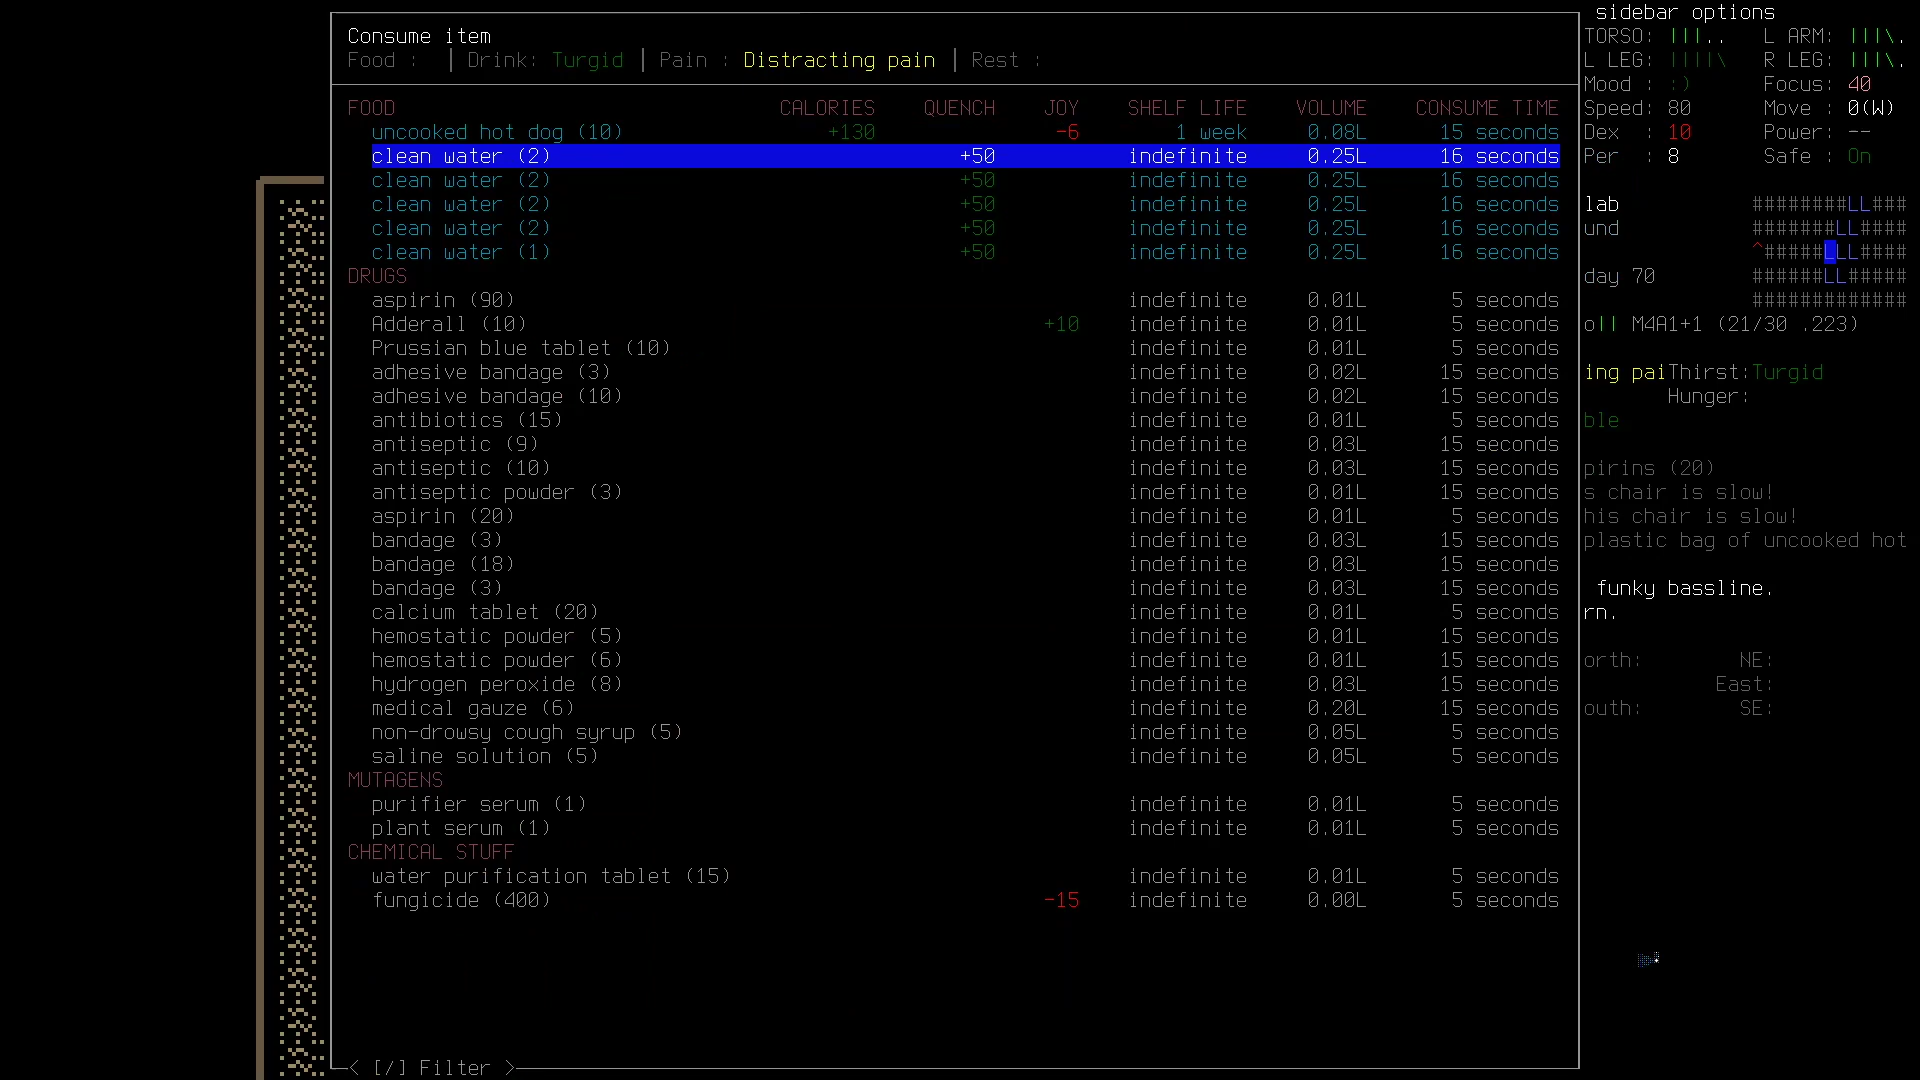 sidebar options
Consume item
TORSO: |||.. L ARM: |||\.
Food : | Drink: Turgid | Pain : Distracting pain | Rest :
L LEG: ||||\ R LEG: |||\.
Mood : :) Focus: 40
FOOD CALORIES QUENCH JOY SHELF LIFE VOLUME CONSUME TIME
Speed: 80 Move : 0(W)
uncooked hot dog (10) +130 -6 1 week 0.08L 15 seconds
Dex : 10 Power: --
clean water (2) +50 indefinite 0.25L 16 seconds
Per : 8 Safe : On
clean water (2) +50 indefinite 0.25L 16 seconds
clean water (2) +50 indefinite 0.25L 16 seconds
lab ########LL###
clean water (2) +50 indefinite 0.25L 16 seconds
und #######LL####
clean water (1) +50 indefinite 0.25L 16 seconds
^#####LLL####
DRUGS
day 70 ######LL#####
aspirin (90) indefinite 0.01L 5 seconds
#############
Adderall (10) +10 indefinite 0.01L 5 seconds
o|| M4A1+1 (21/30 .223)
Prussian blue tablet (10) indefinite 0.01L 5 seconds
adhesive bandage (3) indefinite 0.02L 15 seconds
ing pai Thirst: Turgid
adhesive bandage (10) indefinite 0.02L 15 seconds
Hunger:
antibiotics (15) indefinite 0.01L 5 seconds
ble
antiseptic (9) indefinite 0.03L 15 seconds
antiseptic (10) indefinite 0.03L 15 seconds
pirins (20)
antiseptic powder (3) indefinite 0.01L 15 seconds
s chair is slow!
aspirin (20) indefinite 0.01L 5 seconds
his chair is slow!
bandage (3) indefinite 0.03L 15 seconds
plastic bag of uncooked hot
bandage (18) indefinite 0.03L 15 seconds
bandage (3) indefinite 0.03L 15 seconds
funky bassline.
calcium tablet (20) indefinite 0.01L 5 seconds
rn.
hemostatic powder (5) indefinite 0.01L 15 seconds
hemostatic powder (6) indefinite 0.01L 15 seconds
orth: NE:
hydrogen peroxide (8) indefinite 0.03L 15 seconds
East:
medical gauze (6) indefinite 0.20L 15 seconds
outh: SE:
non-drowsy cough syrup (5) indefinite 0.05L 5 seconds
saline solution (5) indefinite 0.05L 5 seconds
MUTAGENS
purifier serum (1) indefinite 0.01L 5 seconds
plant serum (1) indefinite 0.01L 5 seconds
CHEMICAL STUFF
water purification tablet (15) indefinite 0.01L 5 seconds
fungicide (400) -15 indefinite 0.00L 5 seconds
< [/] Filter >